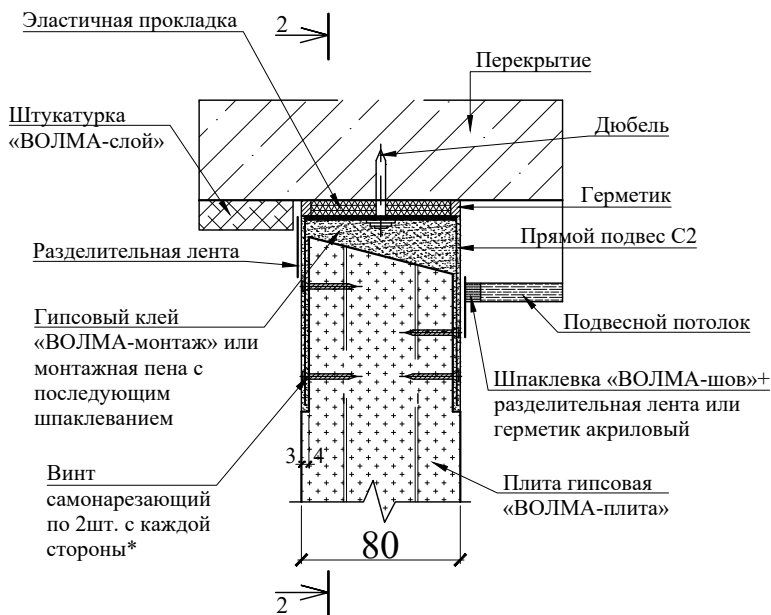 Эластичная прокладка
2
Перекрытие
Штукатурка
«ВОЛМА-слой»
Дюбель
Герметик
Прямой подвес С2
Разделительная лента
Гипсовый клей
«ВОЛМА-монтаж» или
монтажная пена с
последующим
шпаклеванием
Подвесной потолок
Шпаклевка «ВОЛМА-шов»+
разделительная лента или
герметик акриловый
3 4
Винт
самонарезающий
по 2шт. с каждой
стороны*
Плита гипсовая
«ВОЛМА-плита»
80
2